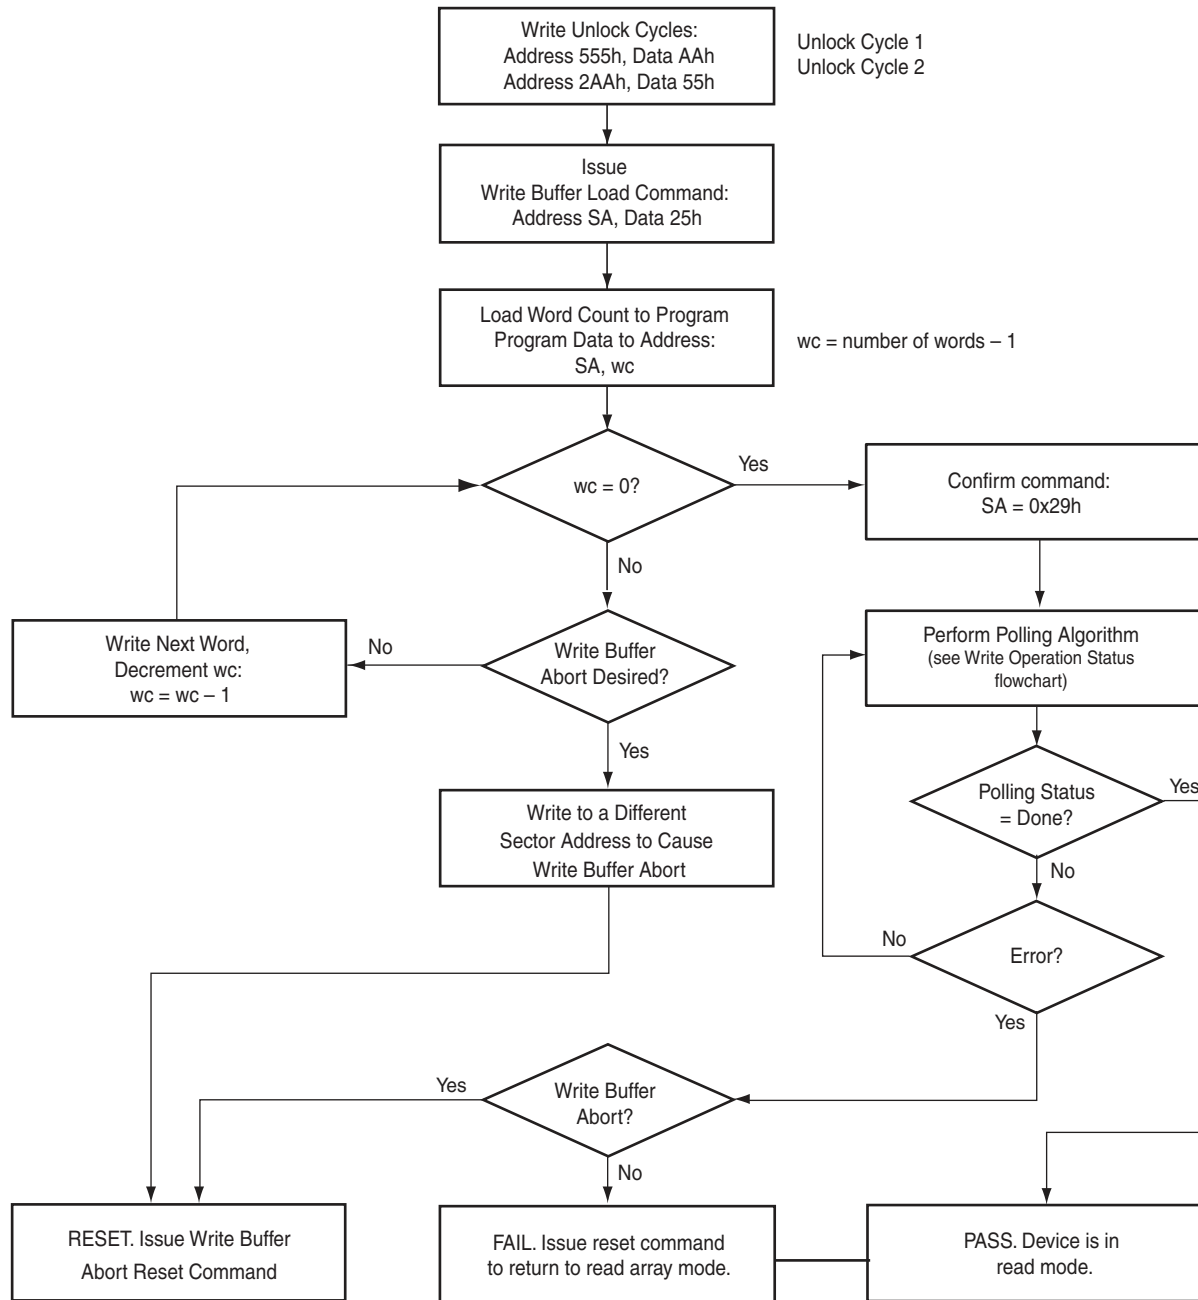 Write Unlock Cycles:
Address 555h, Data AAh
Address 2AAh, Data 55h
Unlock Cycle 1
Unlock Cycle 2
Issue
Write Buffer Load Command:
Address SA, Data 25h
Load Word Count to Program
Program Data to Address:
SA, wc
wc = number of words – 1
wc = 0?
Yes
Confirm command:
SA = 0x29h
No
Write Next Word,
Decrement wc:
wc = wc – 1
No
Write Buffer
Abort Desired?
Perform Polling Algorithm
(see Write Operation Status
flowchart)
Yes
Polling Status
= Done?
Yes
Write to a Different
Sector Address to Cause
Write Buffer Abort
No
No
Error?
Yes
Yes
Write Buffer
Abort?
No
RESET. Issue Write Buffer
Abort Reset Command
FAIL. Issue reset command
to return to read array mode.
PASS. Device is in
read mode.